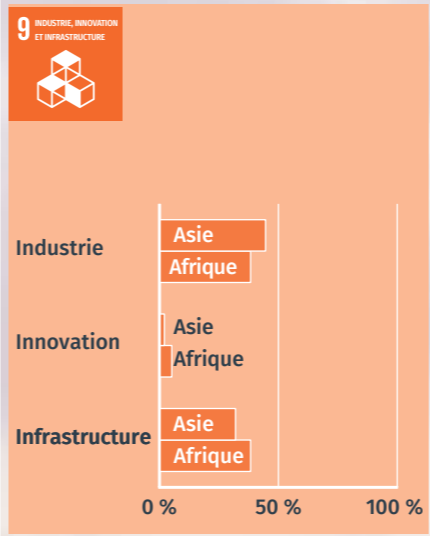 9 INDUSTRIE, INNOVATION
ET INFRASTRUCTURE
Industrie
Asie
Afrique
Innovation
Asie
Afrique
Infrastructure
Asie
Afrique
0 % 50 % 100 %